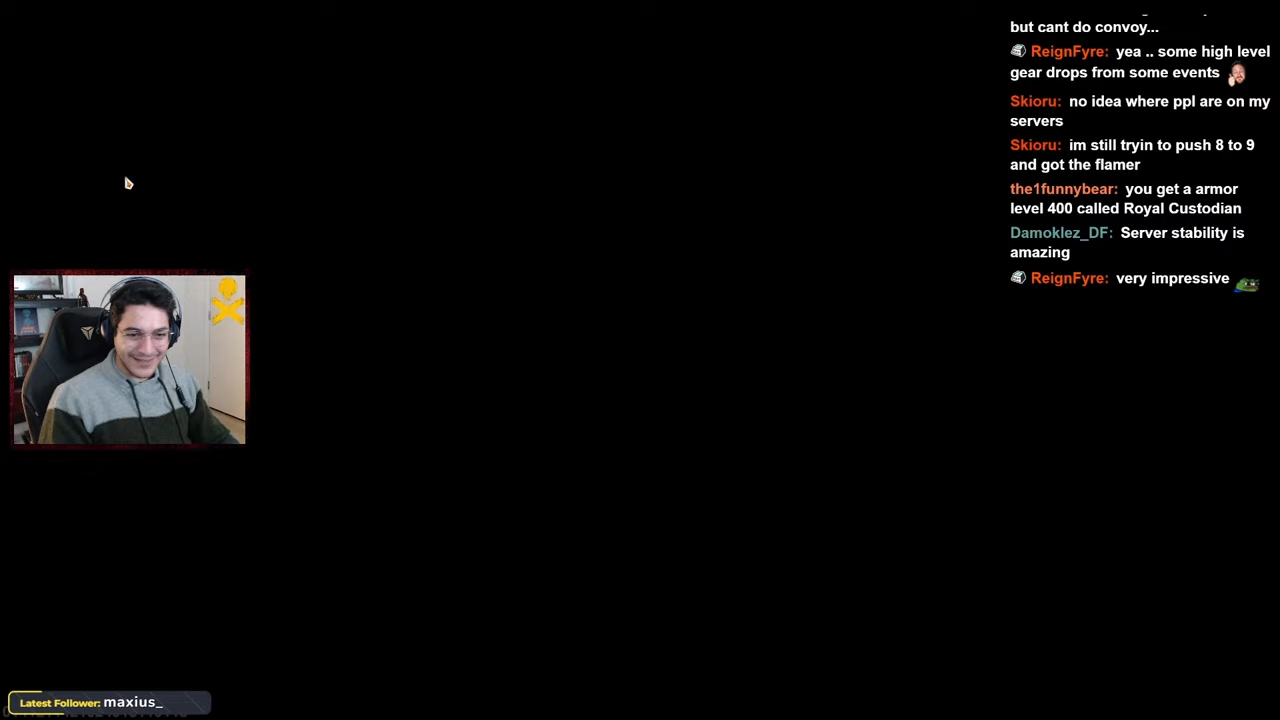 but cant do convoy...
ReignFyre: yea .. some high level
gear drops from some events
Skioru: no idea where ppl are on my
servers
Skioru: im still tryin to push 8 to 9
and got the flamer
the1funnybear: you get a armor
level 400 called Royal Custodian
Damoklez_DF: Server stability is
amazing
ReignFyre: very impressive
Latest Follower: maxius_